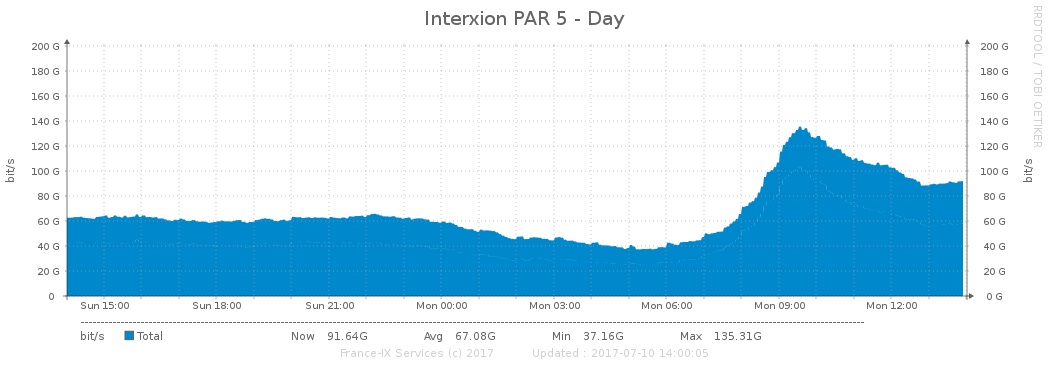 Interxion PAR 5 - Day
RRDTOOL / TOBI OETIKER
bit/s
200 G 200 G
180 G 180 G
160 G 160 G
140 G 140 G
120 G 120 G
100 G 100 G
80 G 80 G
60 G 60 G
40 G 40 G
20 G 20 G
0 0 G
bit/s
Sun 15:00 Sun 18:00 Sun 21:00 Mon 00:00 Mon 03:00 Mon 06:00 Mon 09:00 Mon 12:00
bit/s Total Now 91.64G Avg 67.08G Min 37.16G Max 135.31G
France-IX Services (c) 2017 Updated : 2017-07-10 14:00:05